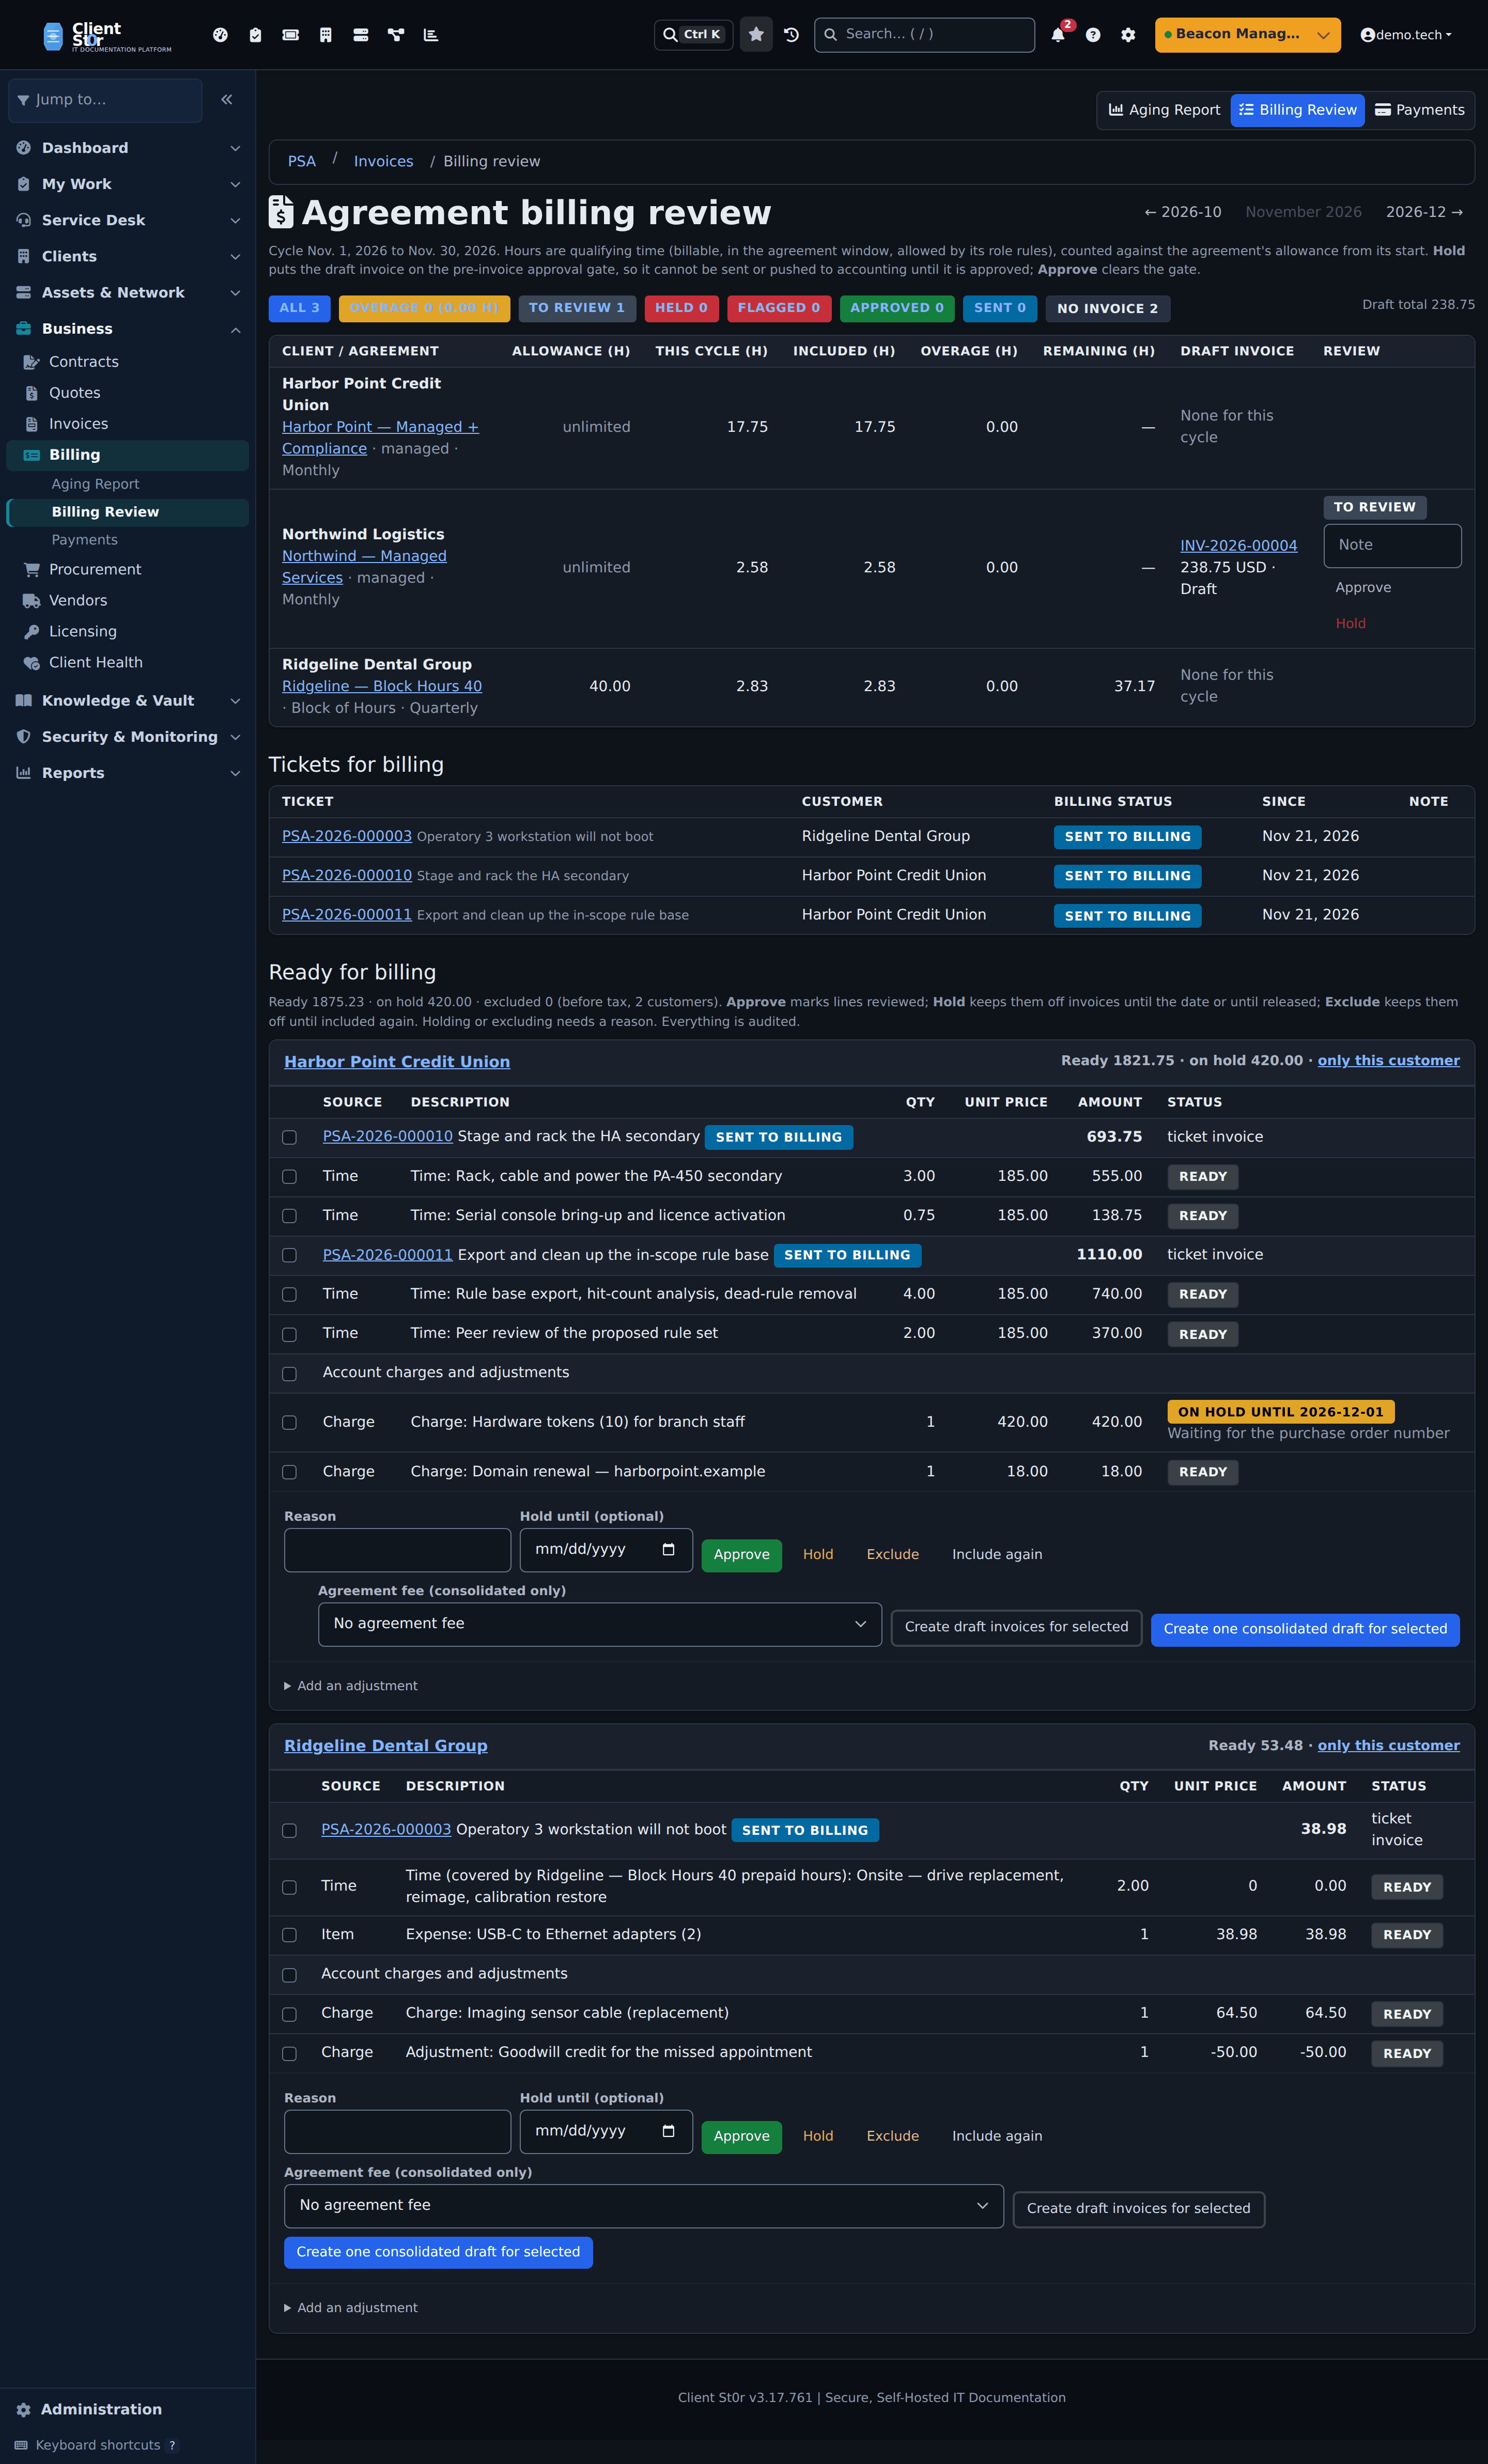 Client St0r
IT DOCUMENTATION PLATFORM
Ctrl K
Search... ( / )
2
Beacon Manag...
demo.tech
Jump to...
Dashboard
My Work
Service Desk
Clients
Assets & Network
Business
Contracts
Quotes
Invoices
Billing
Aging Report
Billing Review
Payments
Procurement
Vendors
Licensing
Client Health
Knowledge & Vault
Security & Monitoring
Reports
Administration
Keyboard shortcuts ?
Aging Report Billing Review Payments
PSA / Invoices / Billing review
Agreement billing review
← 2026-10 November 2026 2026-12 →
Cycle Nov. 1, 2026 to Nov. 30, 2026. Hours are qualifying time (billable, in the agreement window, allowed by its role rules), counted against the agreement's allowance from its start. Hold
puts the draft invoice on the pre-invoice approval gate, so it cannot be sent or pushed to accounting until it is approved; Approve clears the gate.
ALL 3 OVERAGE 0 (0.00 H) TO REVIEW 1 HELD 0 FLAGGED 0 APPROVED 0 SENT 0 NO INVOICE 2 Draft total 238.75
CLIENT / AGREEMENT ALLOWANCE (H) THIS CYCLE (H) INCLUDED (H) OVERAGE (H) REMAINING (H) DRAFT INVOICE REVIEW
Harbor Point Credit
Union
Harbor Point — Managed +
Compliance · managed ·
Monthly
unlimited 17.75 17.75 0.00 —
None for this
cycle
Northwind Logistics
Northwind — Managed
Services · managed ·
Monthly
unlimited 2.58 2.58 0.00 —
INV-2026-00004
238.75 USD ·
Draft
TO REVIEW
Note
Approve
Hold
Ridgeline Dental Group
Ridgeline — Block Hours 40
· Block of Hours · Quarterly
40.00 2.83 2.83 0.00 37.17
None for this
cycle
Tickets for billing
TICKET CUSTOMER BILLING STATUS SINCE NOTE
PSA-2026-000003 Operatory 3 workstation will not boot Ridgeline Dental Group SENT TO BILLING Nov 21, 2026
PSA-2026-000010 Stage and rack the HA secondary Harbor Point Credit Union SENT TO BILLING Nov 21, 2026
PSA-2026-000011 Export and clean up the in-scope rule base Harbor Point Credit Union SENT TO BILLING Nov 21, 2026
Ready for billing
Ready 1875.23 · on hold 420.00 · excluded 0 (before tax, 2 customers). Approve marks lines reviewed; Hold keeps them off invoices until the date or until released; Exclude keeps them
off until included again. Holding or excluding needs a reason. Everything is audited.
Harbor Point Credit Union Ready 1821.75 · on hold 420.00 · only this customer
SOURCE DESCRIPTION QTY UNIT PRICE AMOUNT STATUS
PSA-2026-000010 Stage and rack the HA secondary SENT TO BILLING 693.75 ticket invoice
Time Time: Rack, cable and power the PA-450 secondary 3.00 185.00 555.00 READY
Time Time: Serial console bring-up and licence activation 0.75 185.00 138.75 READY
PSA-2026-000011 Export and clean up the in-scope rule base SENT TO BILLING 1110.00 ticket invoice
Time Time: Rule base export, hit-count analysis, dead-rule removal 4.00 185.00 740.00 READY
Time Time: Peer review of the proposed rule set 2.00 185.00 370.00 READY
Account charges and adjustments
Charge Charge: Hardware tokens (10) for branch staff 1 420.00 420.00 ON HOLD UNTIL 2026-12-01
Waiting for the purchase order number
Charge Charge: Domain renewal — harborpoint.example 1 18.00 18.00 READY
Reason Hold until (optional)
mm/dd/yyyy Approve Hold Exclude Include again
Agreement fee (consolidated only)
No agreement fee Create draft invoices for selected Create one consolidated draft for selected
Add an adjustment
Ridgeline Dental Group Ready 53.48 · only this customer
SOURCE DESCRIPTION QTY UNIT PRICE AMOUNT STATUS
PSA-2026-000003 Operatory 3 workstation will not boot SENT TO BILLING 38.98 ticket
invoice
Time Time (covered by Ridgeline — Block Hours 40 prepaid hours): Onsite — drive replacement,
reimage, calibration restore
2.00 0 0.00 READY
Item Expense: USB-C to Ethernet adapters (2) 1 38.98 38.98 READY
Account charges and adjustments
Charge Charge: Imaging sensor cable (replacement) 1 64.50 64.50 READY
Charge Adjustment: Goodwill credit for the missed appointment 1 -50.00 -50.00 READY
Reason Hold until (optional)
mm/dd/yyyy Approve Hold Exclude Include again
Agreement fee (consolidated only)
No agreement fee Create draft invoices for selected
Create one consolidated draft for selected
Add an adjustment
Client St0r v3.17.761 | Secure, Self-Hosted IT Documentation